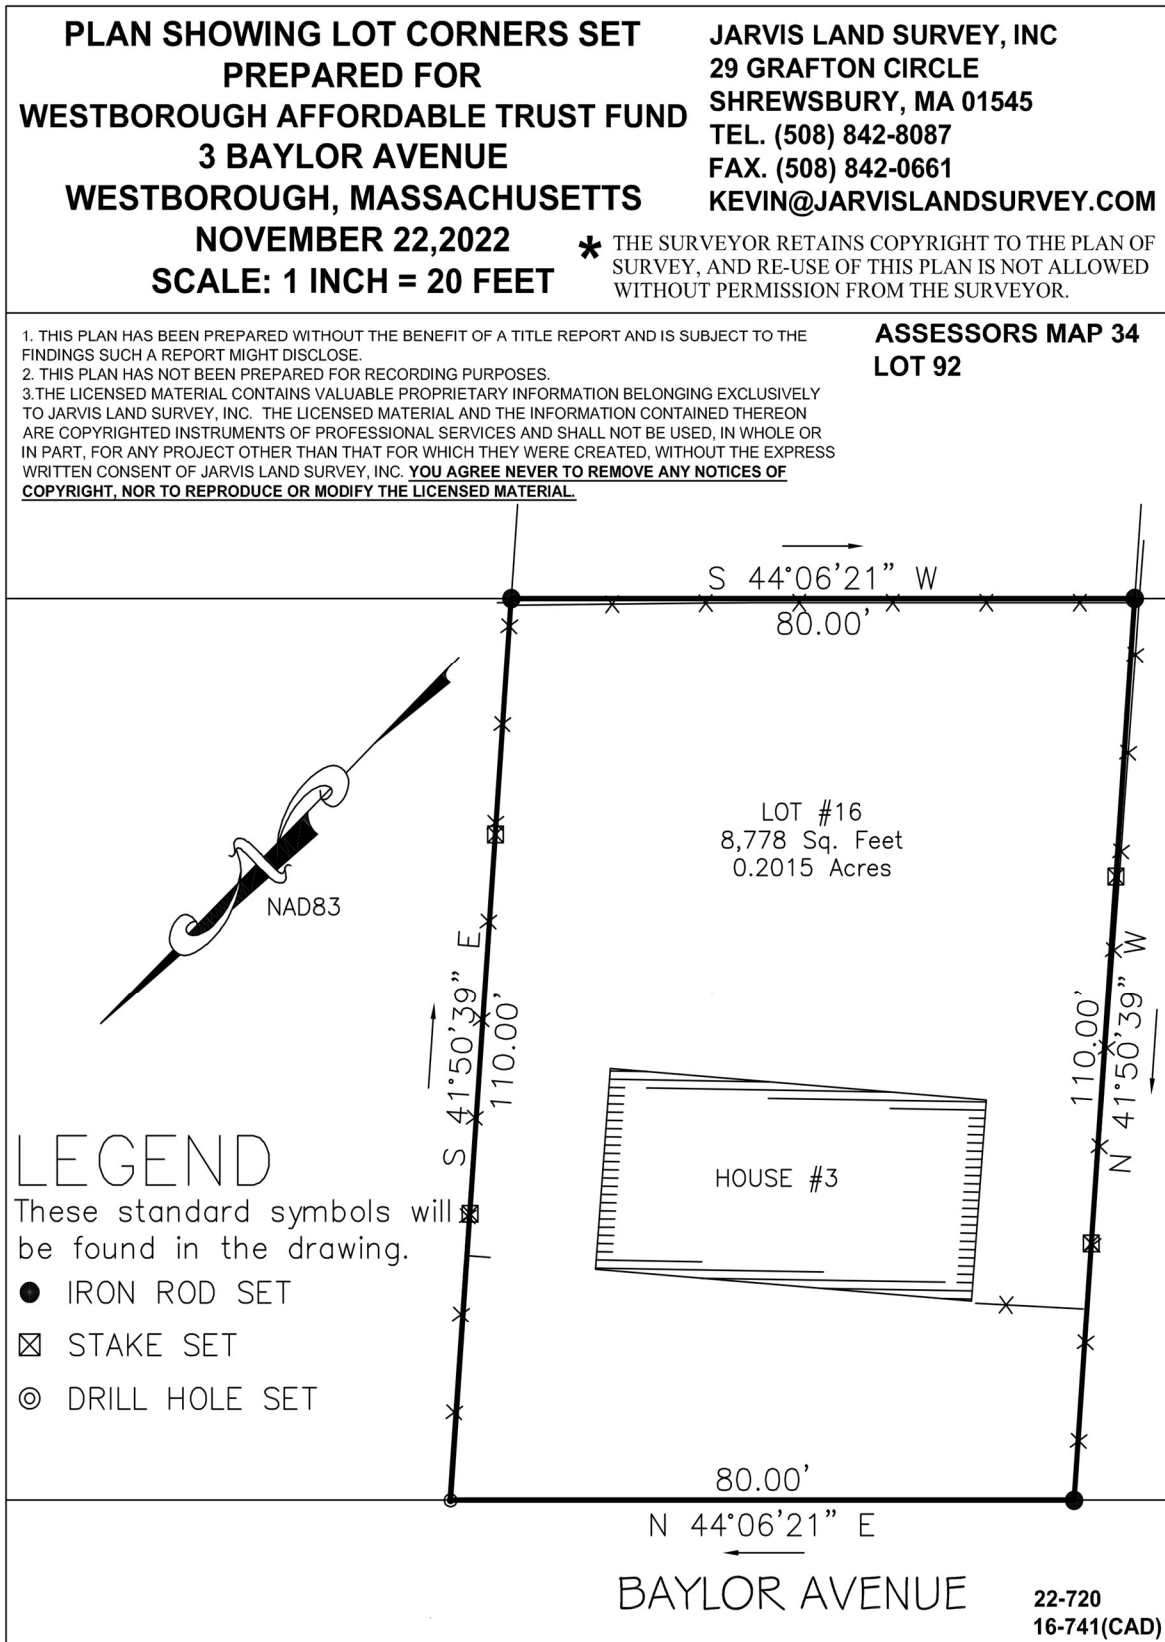 PLAN SHOWING LOT CORNERS SET
PREPARED FOR
WESTBOROUGH AFFORDABLE TRUST FUND
3 BAYLOR AVENUE
WESTBOROUGH, MASSACHUSETTS
NOVEMBER 22,2022
SCALE: 1 INCH = 20 FEET
JARVIS LAND SURVEY, INC
29 GRAFTON CIRCLE
SHREWSBURY, MA 01545
TEL. (508) 842-8087
FAX. (508) 842-0661
KEVIN@JARVISLANDSURVEY.COM
* THE SURVEYOR RETAINS COPYRIGHT TO THE PLAN OF
SURVEY, AND RE-USE OF THIS PLAN IS NOT ALLOWED
WITHOUT PERMISSION FROM THE SURVEYOR.
1. THIS PLAN HAS BEEN PREPARED WITHOUT THE BENEFIT OF A TITLE REPORT AND IS SUBJECT TO THE
FINDINGS SUCH A REPORT MIGHT DISCLOSE.
2. THIS PLAN HAS NOT BEEN PREPARED FOR RECORDING PURPOSES.
3.THE LICENSED MATERIAL CONTAINS VALUABLE PROPRIETARY INFORMATION BELONGING EXCLUSIVELY
TO JARVIS LAND SURVEY, INC. THE LICENSED MATERIAL AND THE INFORMATION CONTAINED THEREON
ARE COPYRIGHTED INSTRUMENTS OF PROFESSIONAL SERVICES AND SHALL NOT BE USED, IN WHOLE OR
IN PART, FOR ANY PROJECT OTHER THAN THAT FOR WHICH THEY WERE CREATED, WITHOUT THE EXPRESS
WRITTEN CONSENT OF JARVIS LAND SURVEY, INC. YOU AGREE NEVER TO REMOVE ANY NOTICES OF
COPYRIGHT, NOR TO REPRODUCE OR MODIFY THE LICENSED MATERIAL.
ASSESSORS MAP 34
LOT 92
S 44°06'21" W
80.00'
LOT #16
8,778 Sq. Feet
0.2015 Acres
NAD83
S 41°50'39" E
110.00'
110.00'
N 41°50'39" W
HOUSE #3
LEGEND
These standard symbols will
be found in the drawing.
IRON ROD SET
STAKE SET
DRILL HOLE SET
80.00'
N 44°06'21" E
BAYLOR AVENUE
22-720
16-741(CAD)